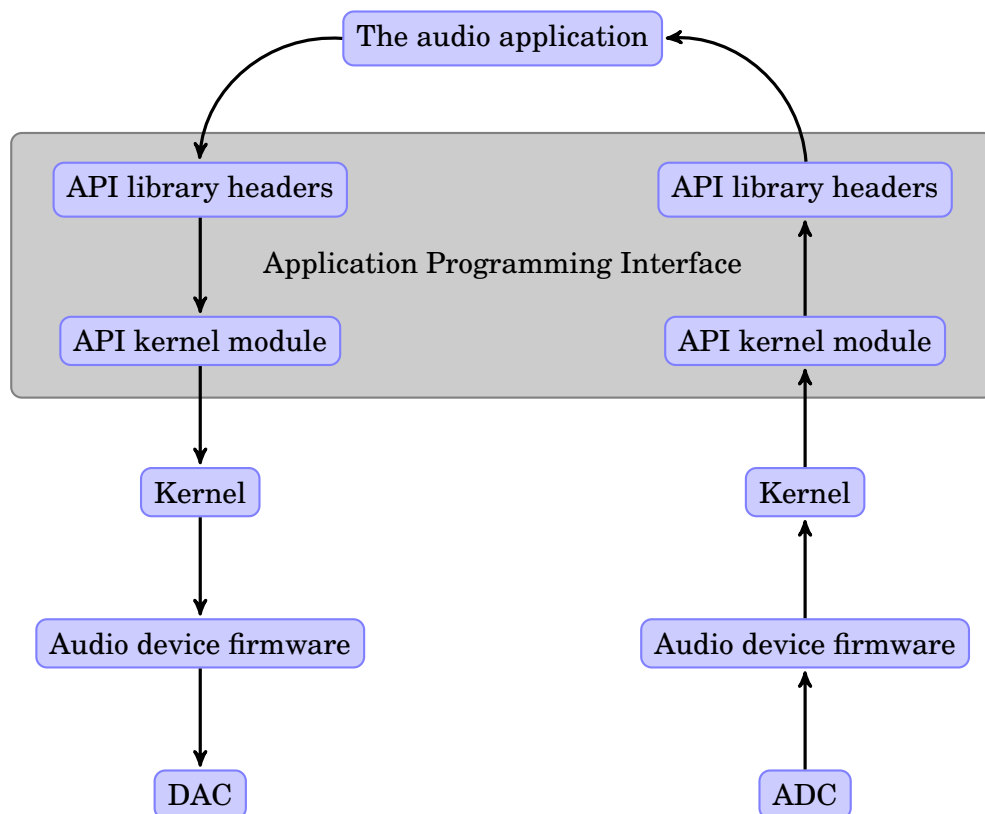 The audio application
API library headers
API library headers
Application Programming Interface
API kernel module
API kernel module
Kernel
Kernel
Audio device firmware
Audio device firmware
DAC
ADC